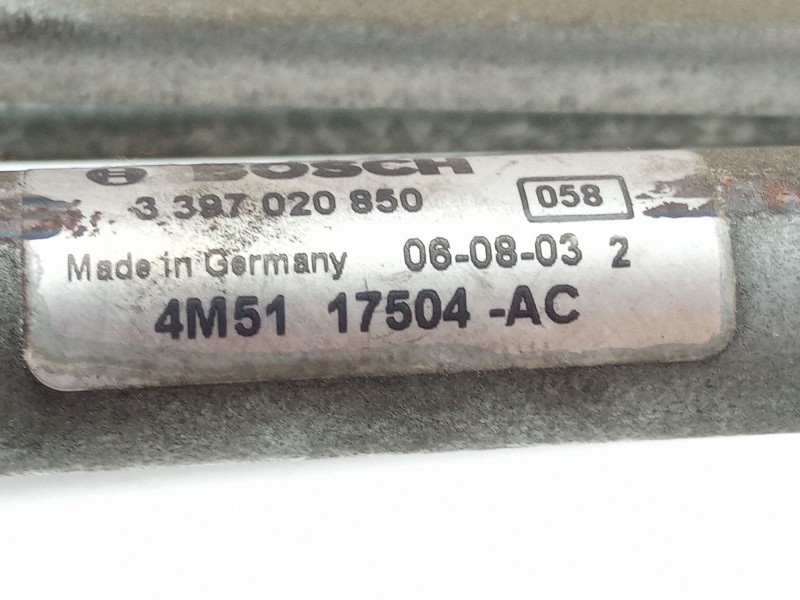 BOSCH
3 397 020 850 058
Made in Germany 06-08-03 2
4M51 17504 -AC